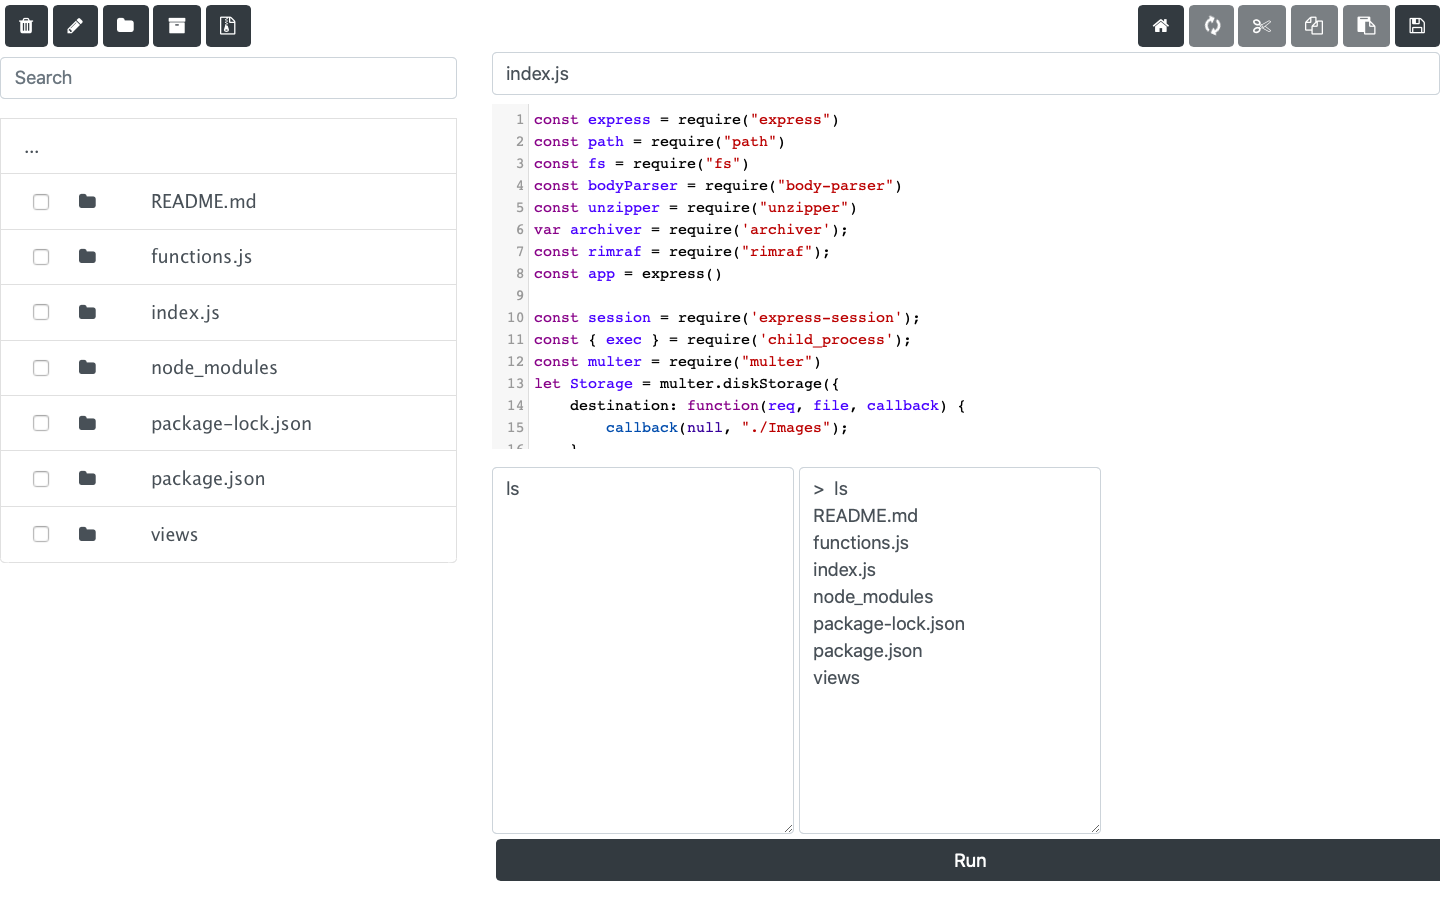 Search
...
README.md
functions.js
index.js
node_modules
package-lock.json
package.json
views
index.js
1 const express = require("express")
2 const path = require("path")
3 const fs = require("fs")
4 const bodyParser = require("body-parser")
5 const unzipper = require("unzipper")
6 var archiver = require('archiver');
7 const rimraf = require("rimraf");
8 const app = express()
9
10 const session = require('express-session');
11 const { exec } = require('child_process');
12 const multer = require("multer")
13 let Storage = multer.diskStorage({
14     destination: function(req, file, callback) {
15         callback(null, "./Images");
ls
> ls
README.md
functions.js
index.js
node_modules
package-lock.json
package.json
views
Run